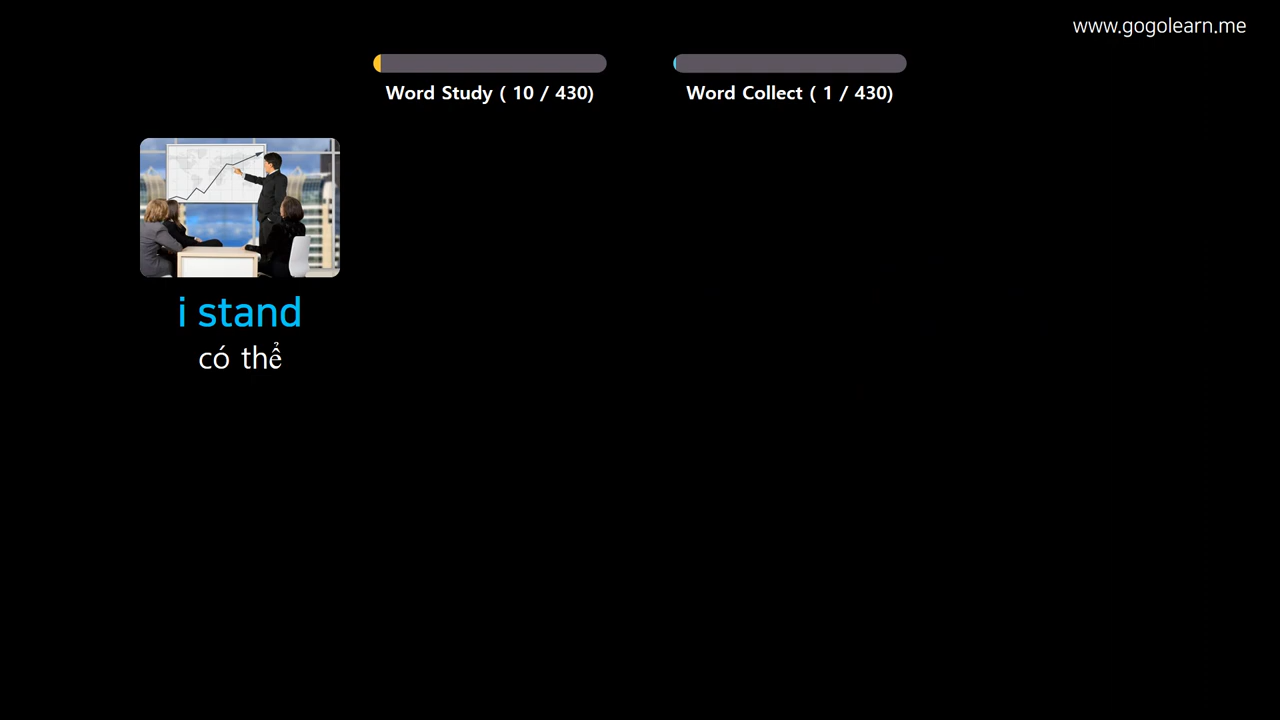 www.gogolearn.me
Word Study ( 10 / 430)
Word Collect ( 1 / 430)
i stand
có thể